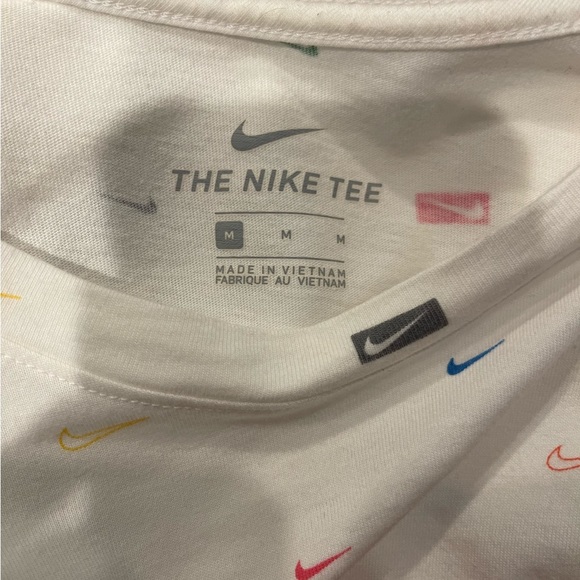 THE NIKE TEE
M M M
MADE IN VIETNAM
FABRIQUE AU VIETNAM